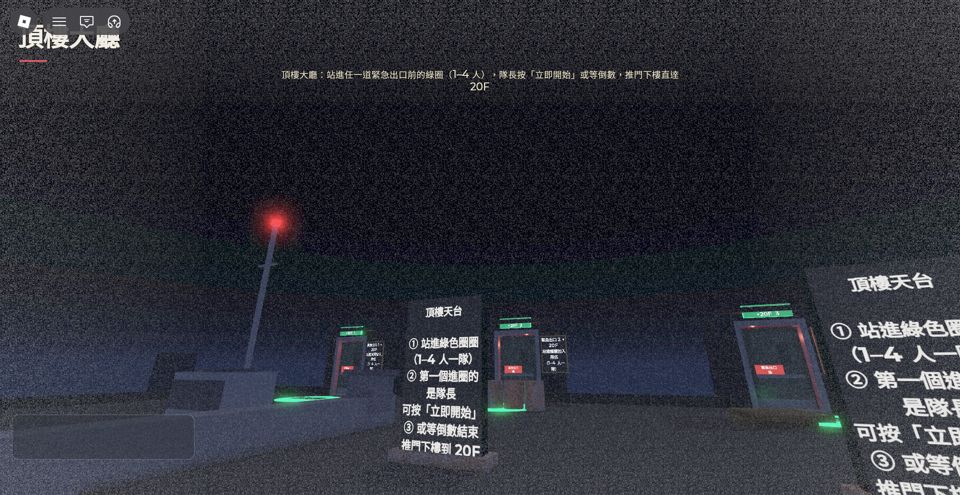 頂樓大廳
頂樓大廳：站進任一道緊急出口前的綠圈（1–4 人），隊長按「立即開始」或等倒數，推門下樓直達
20F
頂樓天台
① 站進綠色圈圈
（1–4 人一隊）
② 第一個進圈的
是隊長
可按「立即開始」
③ 或等倒數結束
推門下樓到 20F
頂樓天台
① 站進綠色圈
（1–4 人一
② 第一個進
是隊
可按「立
③ 或等
推門下